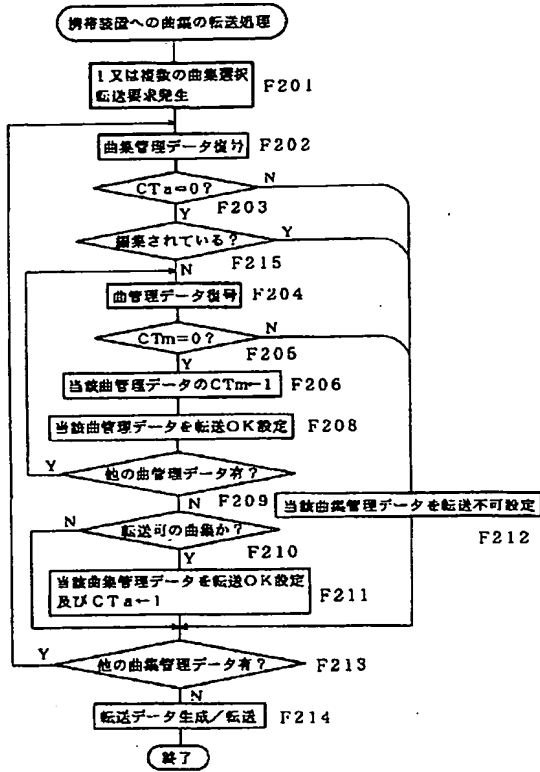 携帯装置への曲集の転送処理
1又は複数の曲集選択
転送要求発生
F201
曲集管理データ復号 F202
CTa=0?
N
F203
Y
編集されている?
Y
F215
N
曲管理データ復号 F204
CTm=0?
N
F205
Y
当該曲管理データのCTm←1 F206
当該曲管理データを転送OK設定 F208
Y
他の曲管理データ有?
F209
N
当該曲集管理データを転送不可設定
F212
N
転送可の曲集か?
F210
Y
当該曲集管理データを転送OK設定
及びCTa←1
F211
Y
他の曲集管理データ有?
F213
N
転送データ生成/転送 F214
終了